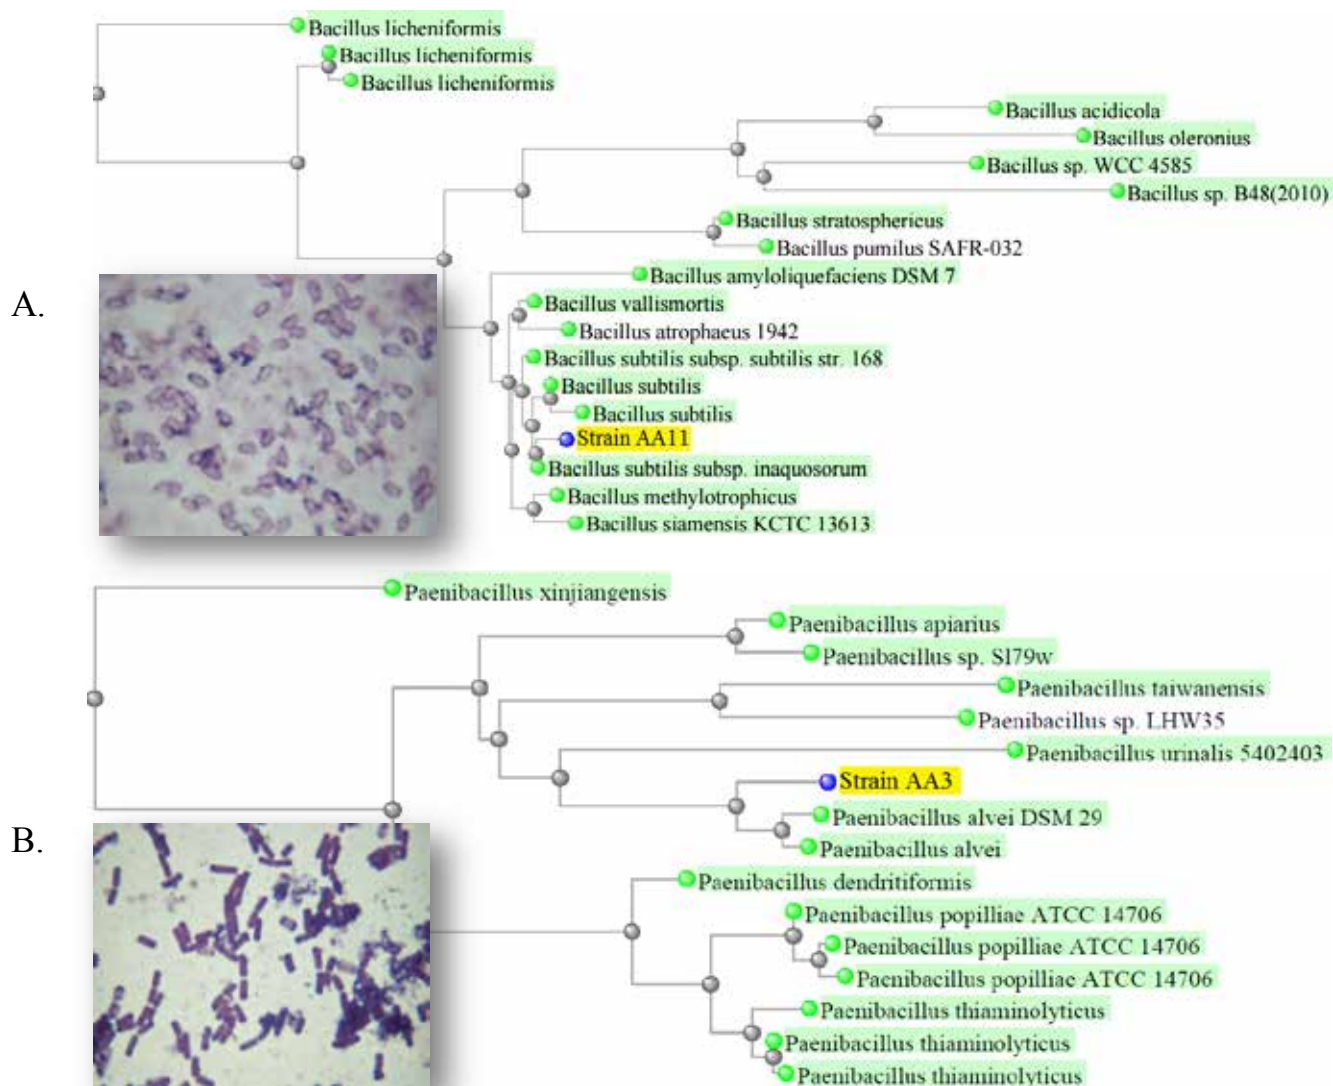 Bacillus licheniformis
Bacillus licheniformis
Bacillus licheniformis
Bacillus acidicola
Bacillus oleronius
Bacillus sp. WCC 4585
Bacillus sp. B48(2010)
Bacillus stratosphericus
Bacillus pumilus SAFR-032
Bacillus amyloliquefaciens DSM 7
A.
Bacillus vallismortis
Bacillus atrophaeus 1942
Bacillus subtilis subsp. subtilis str. 168
Bacillus subtilis
Bacillus subtilis
Strain AA11
Bacillus subtilis subsp. inaquosorum
Bacillus methylotrophicus
Bacillus siamensis KCTC 13613
Paenibacillus xinjiangensis
Paenibacillus apiarius
Paenibacillus sp. SI79w
Paenibacillus taiwanensis
Paenibacillus sp. LHW35
Paenibacillus urinalis 5402403
Strain AA3
Paenibacillus alvei DSM 29
B.
Paenibacillus alvei
Paenibacillus dendritiformis
Paenibacillus popilliae ATCC 14706
Paenibacillus popilliae ATCC 14706
Paenibacillus popilliae ATCC 14706
Paenibacillus thiaminolyticus
Paenibacillus thiaminolyticus
Paenibacillus thiaminolyticus